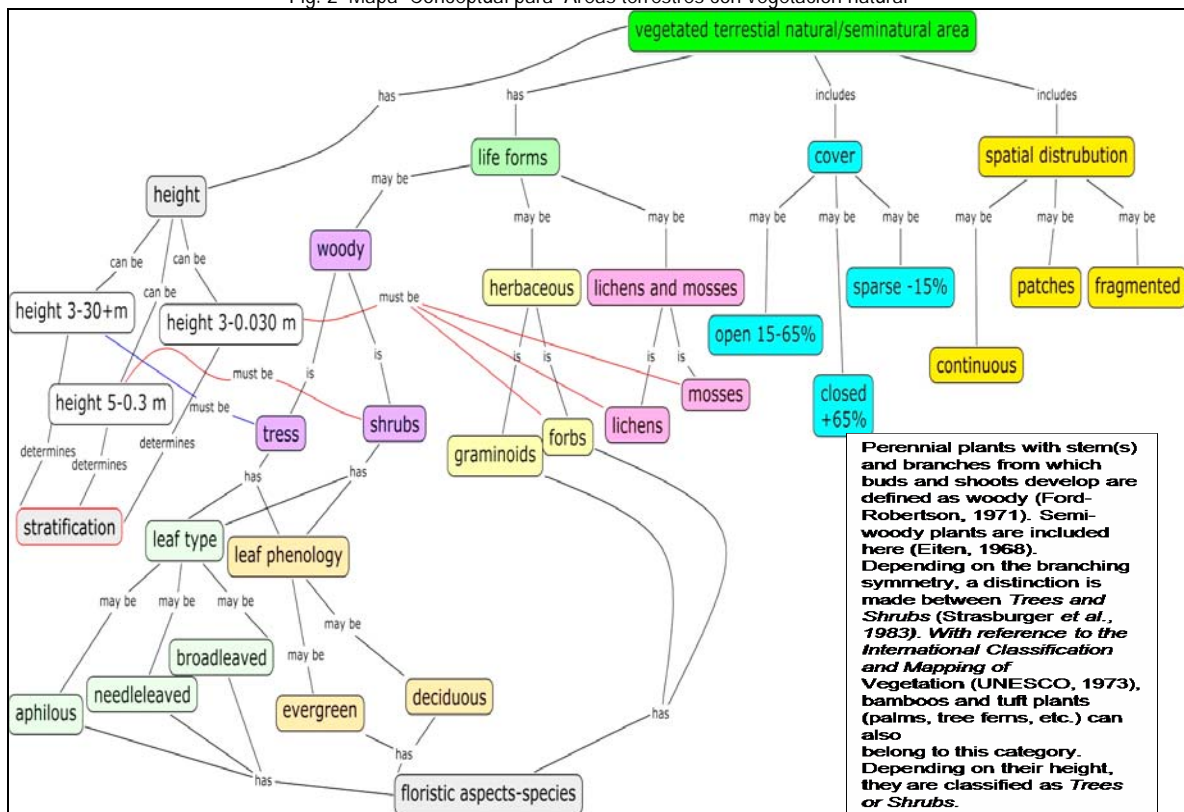 Fig. 2 Mapa Conceptual para Áreas terrestres con vegetación natural
vegetated terrestial natural/seminatural area
has
has
includes
includes
life forms
cover
spatial distrubution
height
may be
may be
may be
may be
may be
may be
may be
may be
may be
can be
can be
can be
woody
herbaceous
lichens and mosses
sparse -15%
patches
fragmented
height 3-30+m
height 3-0.030 m
must be
open 15-65%
continuous
is
is
is
is
is
is
must be
height 5-0.3 m
must be
mosses
closed
+65%
tress
shrubs
lichens
forbs
graminoids
determines
determines
determines
has
has
stratification
leaf type
leaf phenology
may be
may be
may be
may be
may be
broadleaved
needleleaved
aphilous
evergreen
deciduous
has
has
has
floristic aspects-species
Perennial plants with stem(s)
and branches from which
buds and shoots develop are
defined as woody (Ford-
Robertson, 1971). Semi-
woody plants are included
here (Eiten, 1968).
Depending on the branching
symmetry, a distinction is
made between Trees and
Shrubs (Strasburger et al.,
1983). With reference to the
International Classification
and Mapping of
Vegetation (UNESCO, 1973),
bamboos and tuft plants
(palms, tree ferns, etc.) can
also
belong to this category.
Depending on their height,
they are classified as Trees
or Shrubs.